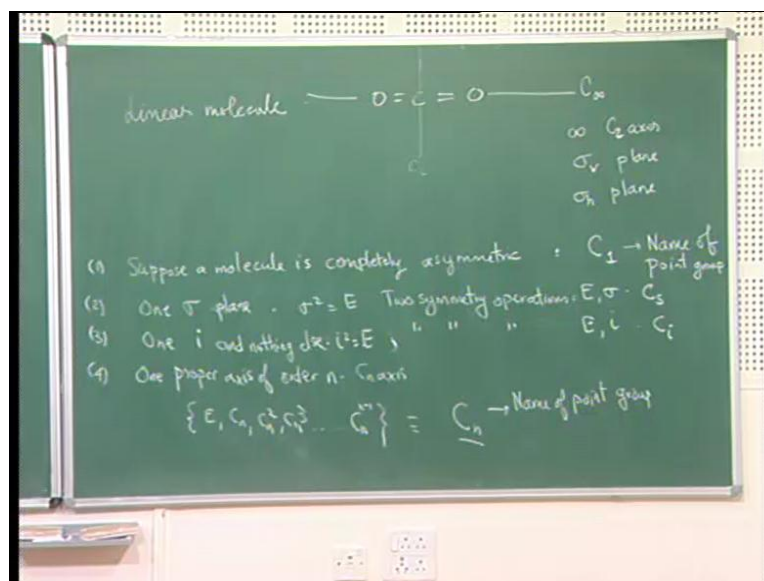 Linear molecule. —— O=C=O —— C∞
C₂
∞ C₂ axes
σv plane
σh plane
(1) Suppose a molecule is completely asymmetric : C₁ → Name of point group
(2) One σ plane . σ² = E Two symmetry operations: E, σ . Cs
(3) One i and nothing else. i² = E , " " " E, i . Ci
(4) One proper axis of order n. Cn axis
{E, Cn, Cn², Cn³ ... Cnⁿ⁻¹} ≡ Cn → Name of point group